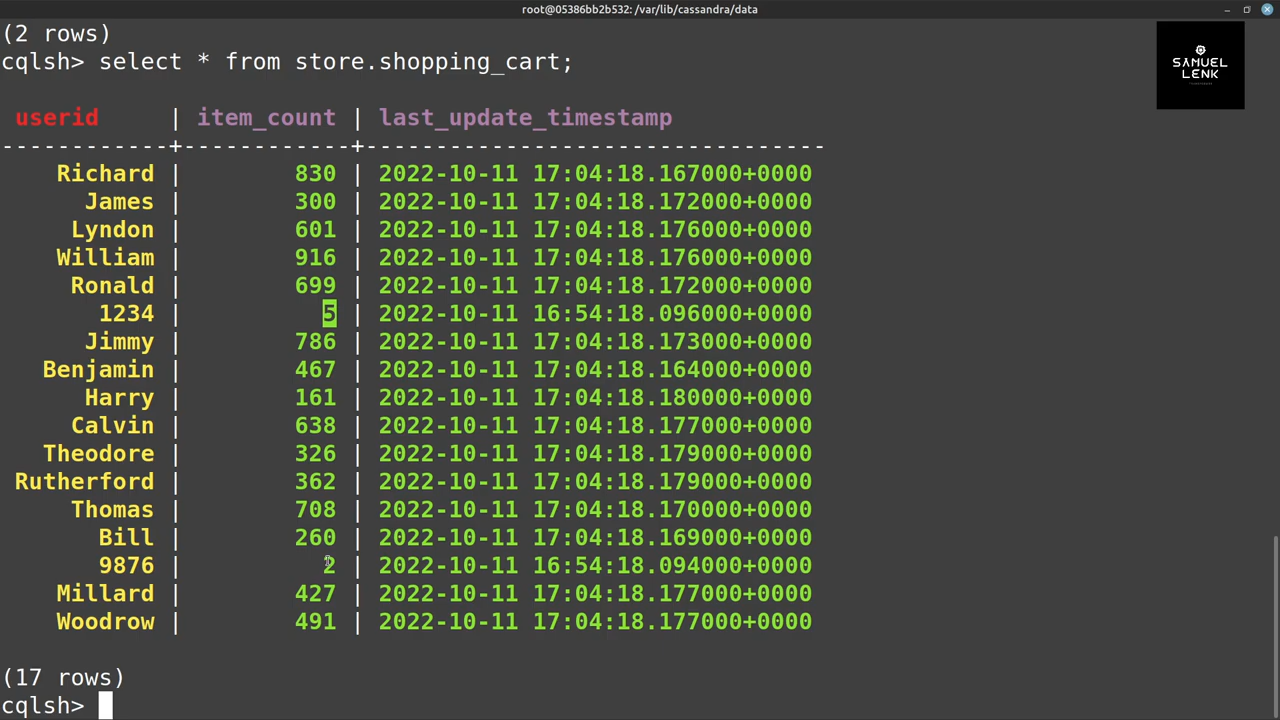 root@05386bb2b532: /var/lib/cassandra/data
(2 rows)
cqlsh> select * from store.shopping_cart;
SAMUEL
LENK
userid | item_count | last_update_timestamp
------------+------------+---------------------------------
Richard | 830 | 2022-10-11 17:04:18.167000+0000
James | 300 | 2022-10-11 17:04:18.172000+0000
Lyndon | 601 | 2022-10-11 17:04:18.176000+0000
William | 916 | 2022-10-11 17:04:18.176000+0000
Ronald | 699 | 2022-10-11 17:04:18.172000+0000
1234 | 5 | 2022-10-11 16:54:18.096000+0000
Jimmy | 786 | 2022-10-11 17:04:18.173000+0000
Benjamin | 467 | 2022-10-11 17:04:18.164000+0000
Harry | 161 | 2022-10-11 17:04:18.180000+0000
Calvin | 638 | 2022-10-11 17:04:18.177000+0000
Theodore | 326 | 2022-10-11 17:04:18.179000+0000
Rutherford | 362 | 2022-10-11 17:04:18.179000+0000
Thomas | 708 | 2022-10-11 17:04:18.170000+0000
Bill | 260 | 2022-10-11 17:04:18.169000+0000
9876 | 2 | 2022-10-11 16:54:18.094000+0000
Millard | 427 | 2022-10-11 17:04:18.177000+0000
Woodrow | 491 | 2022-10-11 17:04:18.177000+0000
(17 rows)
cqlsh>